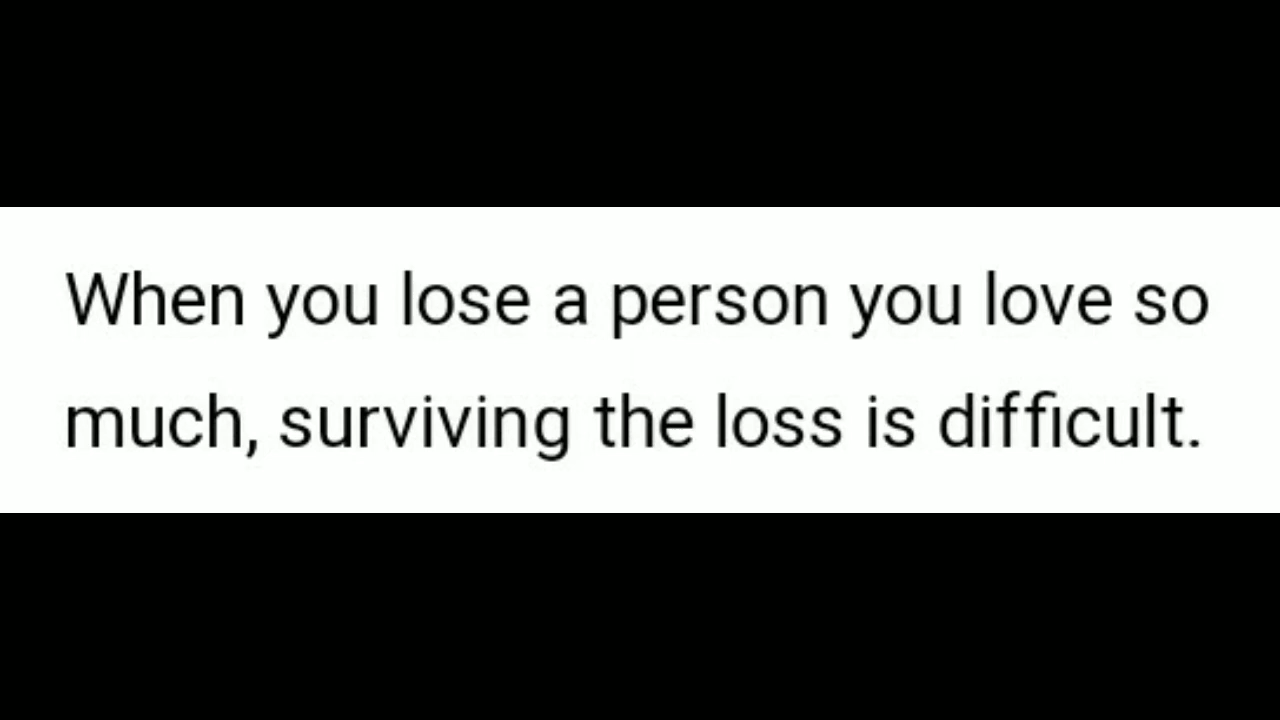 When you lose a person you love so
much, surviving the loss is difficult.